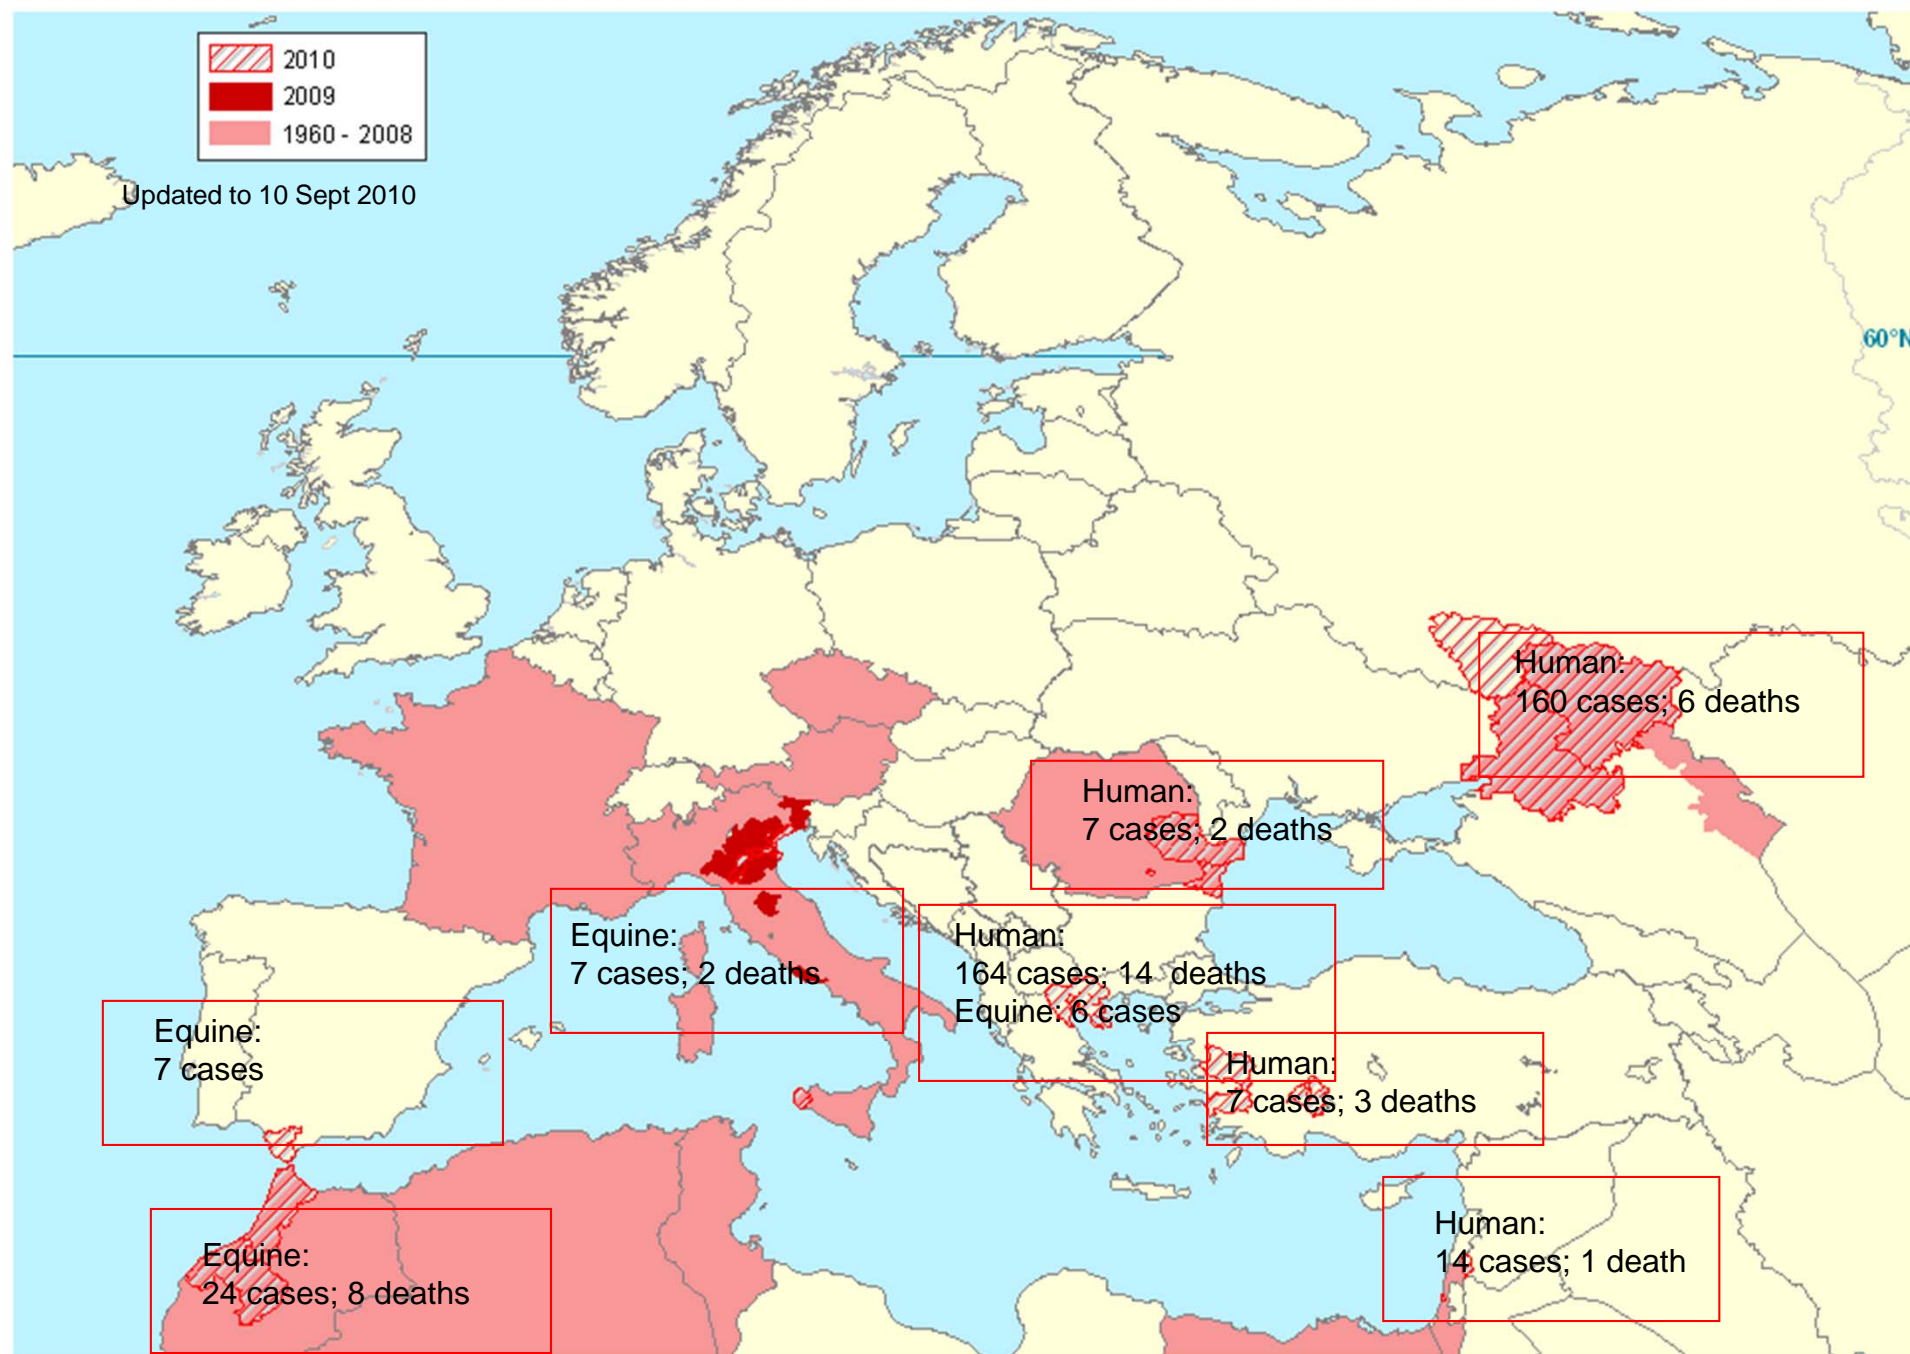 2010
2009
1960 - 2008
Updated to 10 Sept 2010
60°N
Human:
160 cases; 6 deaths
Human:
7 cases; 2 deaths
Equine:
7 cases; 2 deaths
Human:
164 cases; 14 deaths
Equine: 6 cases
Equine:
7 cases
Human:
7 cases; 3 deaths
Human:
14 cases; 1 death
Equine:
24 cases; 8 deaths